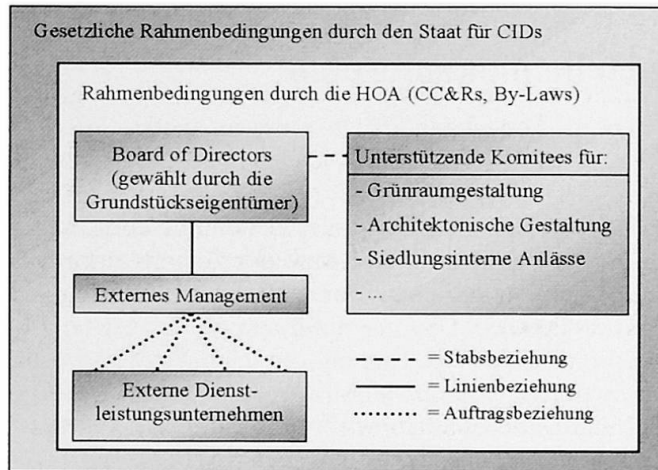 Gesetzliche Rahmenbedingungen durch den Staat für CIDs
Rahmenbedingungen durch die HOA (CC&Rs, By-Laws)
Board of Directors
(gewählt durch die
Grundstückseigentümer)
Unterstützende Komitees für:
- Grünraumgestaltung
- Architektonische Gestaltung
- Siedlungsinterne Anlässe
- ...
Externes Management
Externe Dienst-
leistungsunternehmen
= Stabsbeziehung
= Linienbeziehung
= Auftragsbeziehung